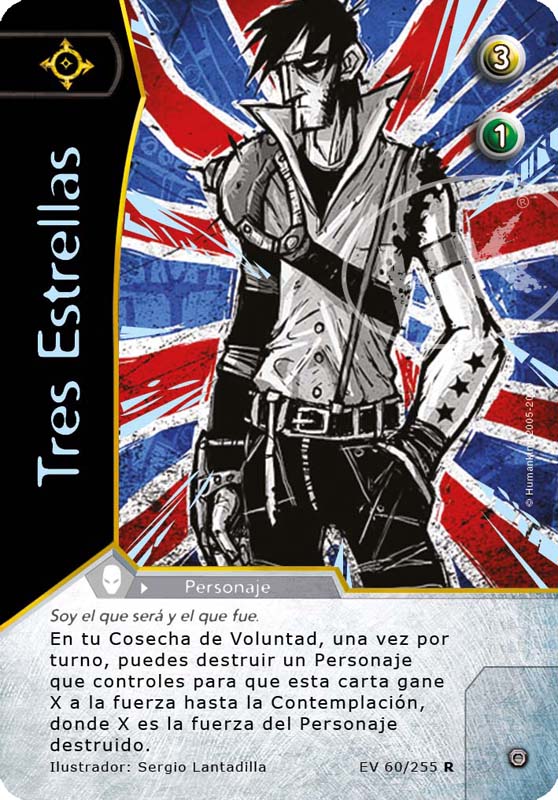 3
1
Tres Estrellas
®
Personaje
Soy el que será y el que fue.
En tu Cosecha de Voluntad, una vez por
turno, puedes destruir un Personaje
que controles para que esta carta gane
X a la fuerza hasta la Contemplación,
donde X es la fuerza del Personaje
destruido.
Ilustrador: Sergio Lantadilla
EV 60/255 R